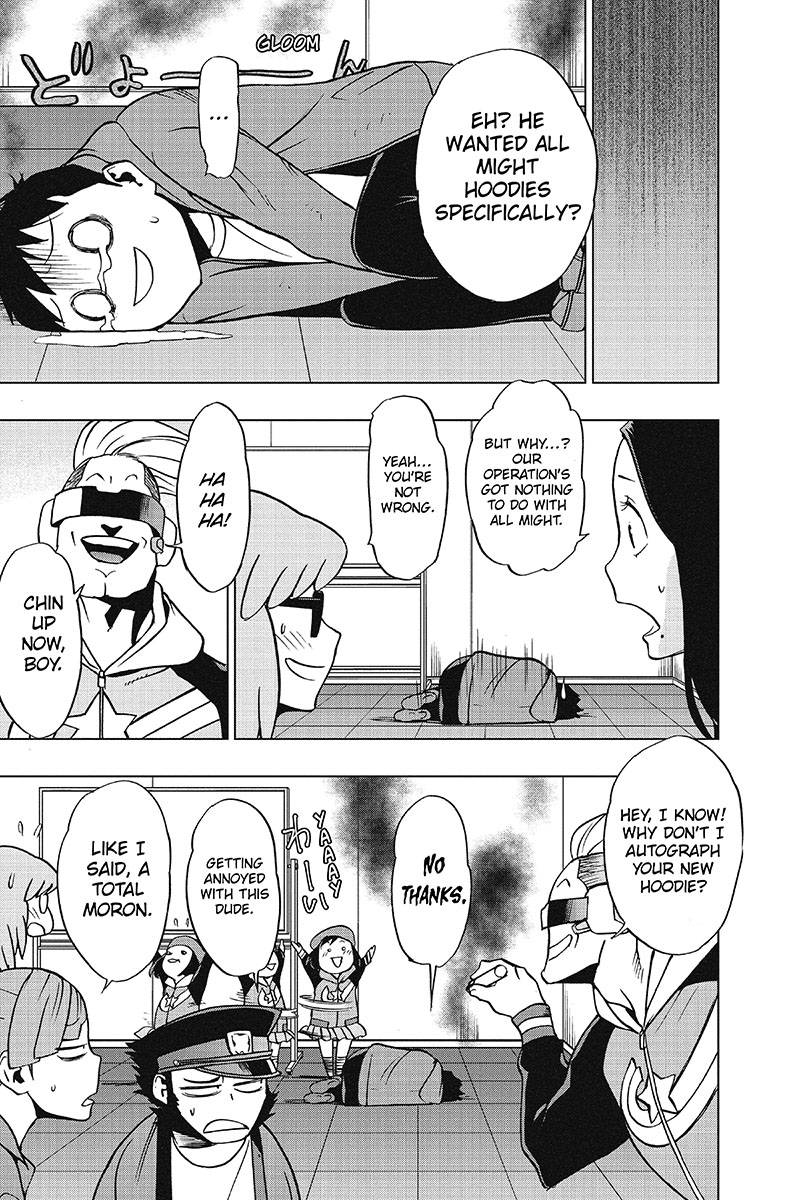 EH? HE
WANTED ALL
MIGHT
HOODIES
SPECIFICALLY?
GLOOM
どよーーん
...
BUT WHY...?
OUR
OPERATION'S
GOT NOTHING
TO DO WITH
ALL MIGHT.
YEAH...
YOU'RE
NOT
WRONG.
HA
HA
HA!
CHIN
UP
NOW,
BOY.
HEY, I KNOW!
WHY DON'T I
AUTOGRAPH
YOUR NEW
HOODIE?
NO
THANKS.
YAAAY
わーい
GETTING
ANNOYED
WITH THIS
DUDE.
LIKE I
SAID, A
TOTAL
MORON.